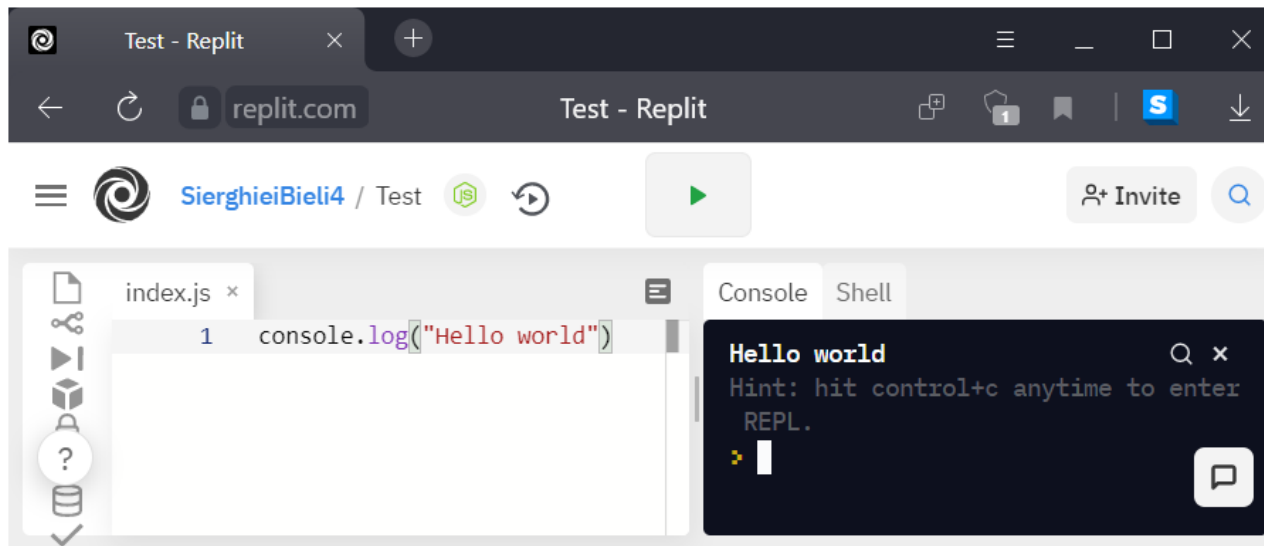 Test - Replit
replit.com
Test - Replit
1
S
SierghieiBieli4 / Test
JS
Invite
index.js ×
Console
Shell
1 console.log("Hello world")
Hello world
Hint: hit control+c anytime to enter
REPL.
>
?